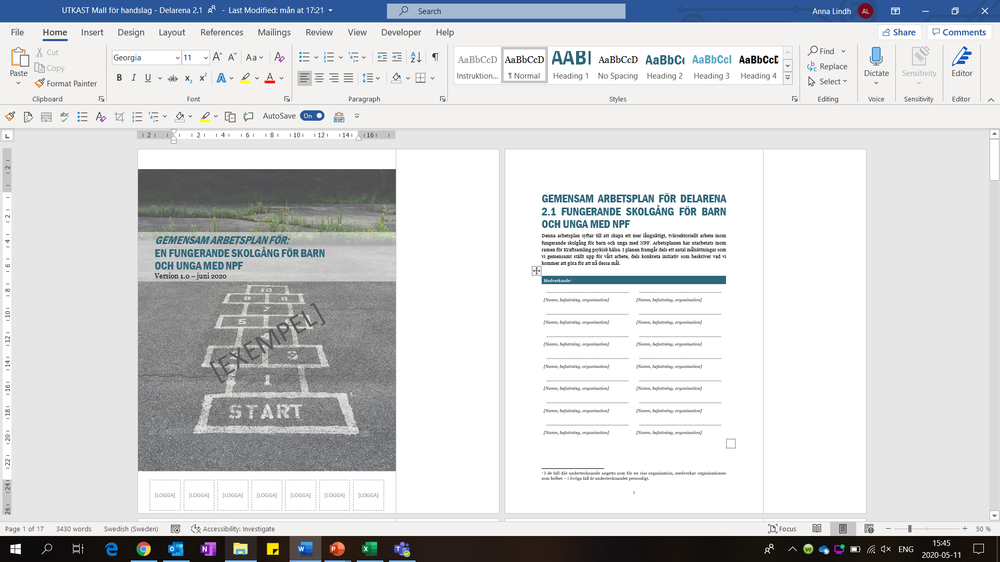 UTKAST Mall för handslag - Delarena 2.1 - Last Modified: mån at 17:21
Search
Anna Lindh AL
File Home Insert Design Layout References Mailings Review View Developer Help
Share Comments
Paste
Cut
Copy
Format Painter
Clipboard
Georgia 11
Font
Paragraph
AaBbCcD AaBbCcD AABI AaBbCcD AaBbCc AaBbCcI AaBbCcD
Instruktion... ¶ Normal Heading 1 No Spacing Heading 2 Heading 3 Heading 4
Styles
Find
Replace
Select
Editing
Dictate
Voice
Sensitivity
Sensitivity
Editor
Editor
AutoSave On
2 2 4 6 8 10 12 14 16
2 2 4 6 8 10 12 14 16 18 20 22 24 26
GEMENSAM ARBETSPLAN FÖR:
EN FUNGERANDE SKOLGÅNG FÖR BARN
OCH UNGA MED NPF
Version 1.0 – juni 2020
10
8 9
7
5
[EXEMPEL]
1
START
[LOGGA] [LOGGA] [LOGGA] [LOGGA] [LOGGA] [LOGGA] [LOGGA]
GEMENSAM ARBETSPLAN FÖR DELARENA
2.1 FUNGERANDE SKOLGÅNG FÖR BARN
OCH UNGA MED NPF
Denna arbetsplan syftar till att skapa ett mer långsiktigt, tvärsektoriellt arbete inom
fungerande skolgång för barn och unga med NPF. Arbetsplanen har utarbetats inom
ramen för Kraftsamling psykisk hälsa. I planen framgår dels ett antal målsättningar som
vi gemensamt ställt upp för vårt arbete, dels konkreta initiativ som beskriver vad vi
kommer att göra för att nå dessa mål.
Medverkande¹
[Namn, befattning, organisation] [Namn, befattning, organisation]
[Namn, befattning, organisation] [Namn, befattning, organisation]
[Namn, befattning, organisation] [Namn, befattning, organisation]
[Namn, befattning, organisation] [Namn, befattning, organisation]
[Namn, befattning, organisation] [Namn, befattning, organisation]
[Namn, befattning, organisation] [Namn, befattning, organisation]
[Namn, befattning, organisation] [Namn, befattning, organisation]
¹ I de fall där undertecknande angetts som för en viss organisation, medverkar organisationen
som helhet – i övriga fall är undertecknandet personligt.
2
Page 1 of 17 3430 words Swedish (Sweden) Accessibility: Investigate
Focus 50 %
ENG
15:45
2020-05-11